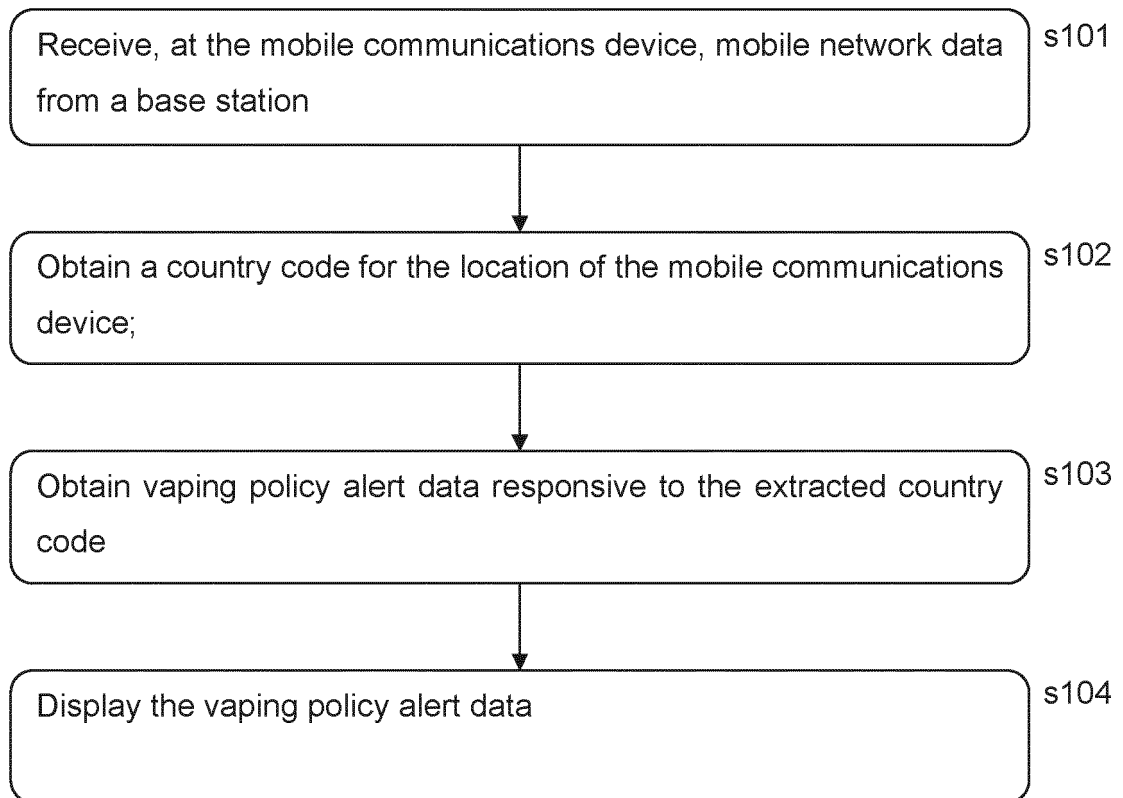 Receive, at the mobile communications device, mobile network data
s101
from a base station
Obtain a country code for the location of the mobile communications
s102
device;
Obtain vaping policy alert data responsive to the extracted country
s103
code
Display the vaping policy alert data
s104